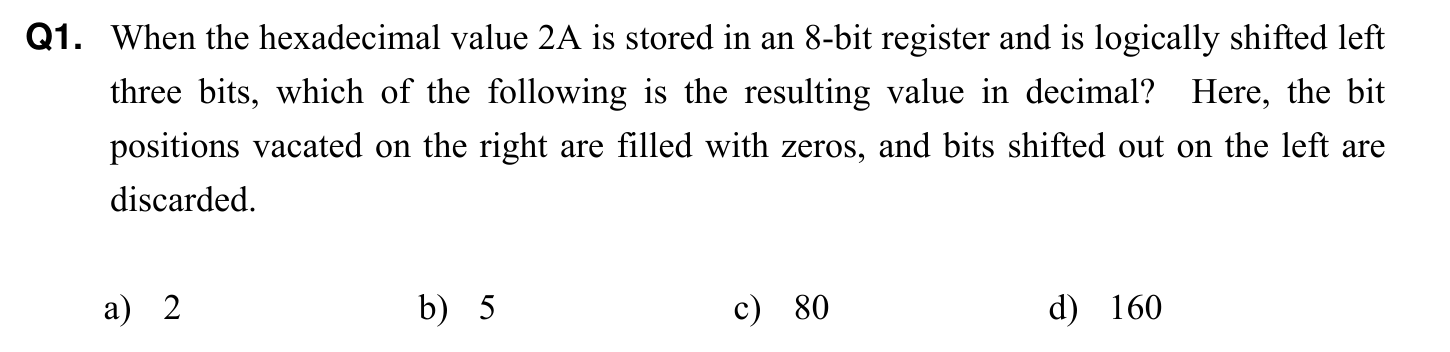 Q1. When the hexadecimal value 2A is stored in an 8-bit register and is logically shifted left
three bits, which of the following is the resulting value in decimal? Here, the bit
positions vacated on the right are filled with zeros, and bits shifted out on the left are
discarded.
a) 2 b) 5 c) 80 d) 160